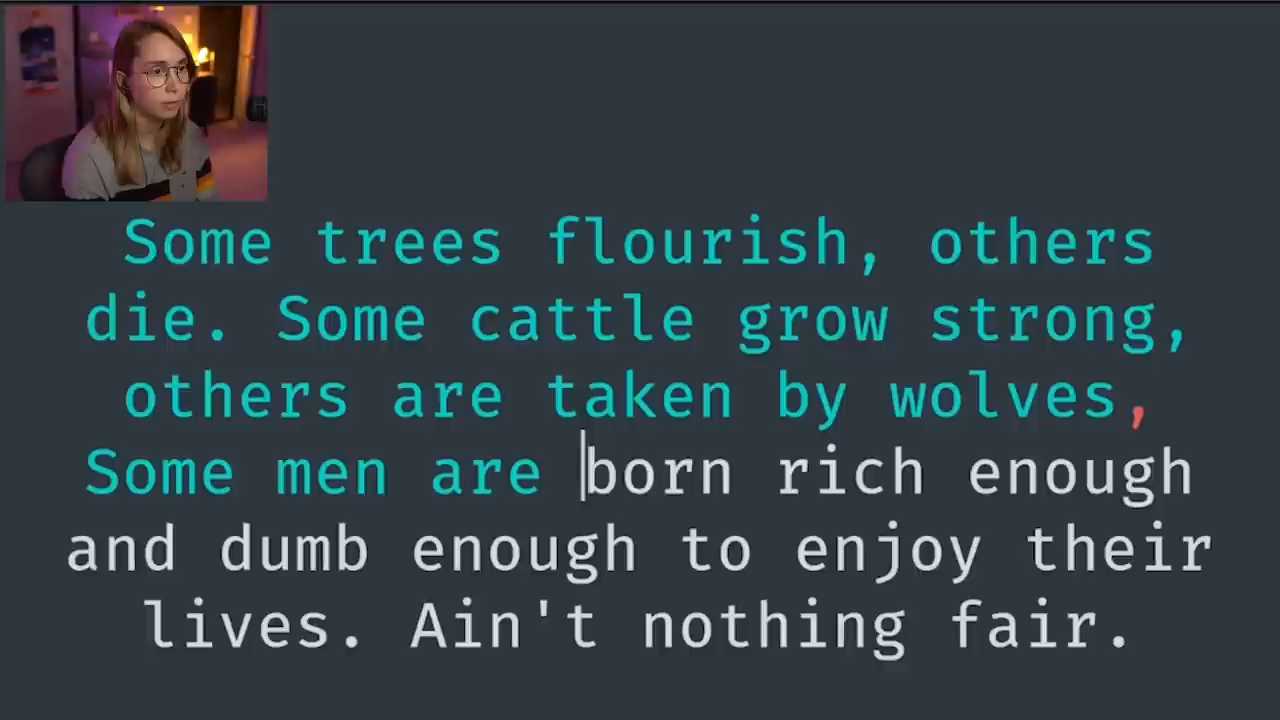 Some trees flourish, others
die. Some cattle grow strong,
others are taken by wolves,
Some men are born rich enough
and dumb enough to enjoy their
lives. Ain't nothing fair.